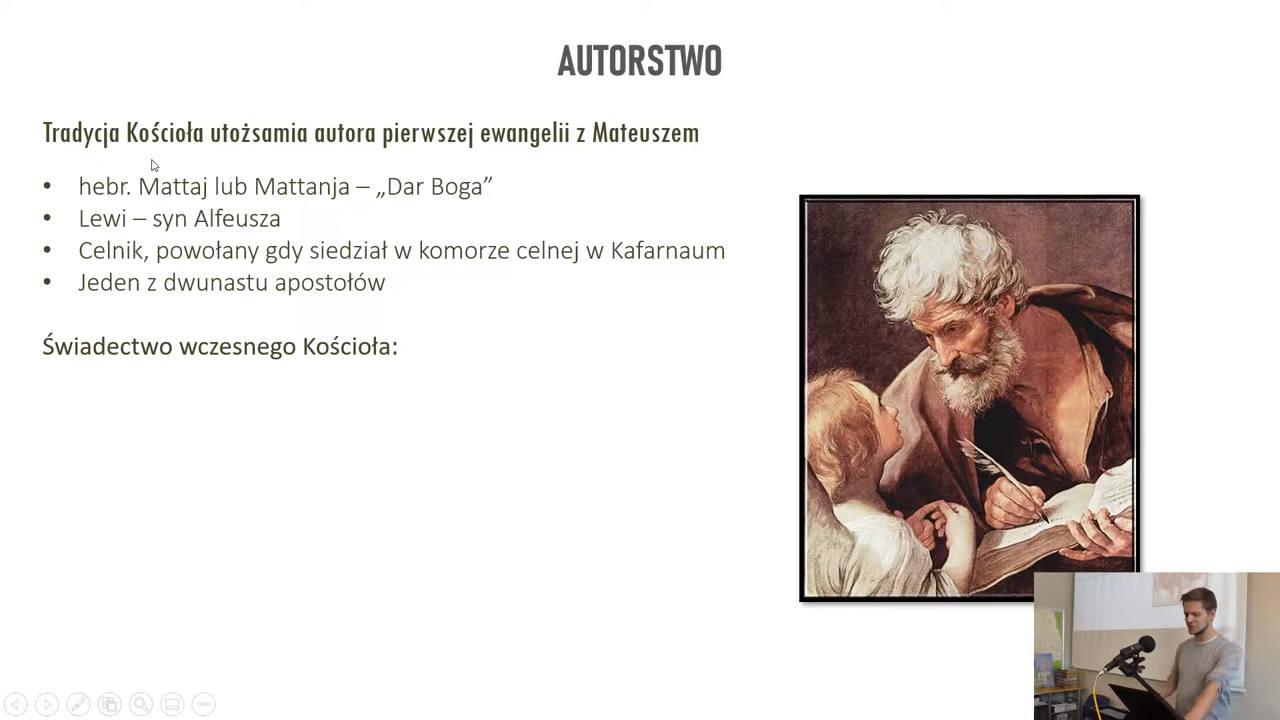 AUTORSTWO
Tradycja Kościoła utożsamia autora pierwszej ewangelii z Mateuszem
• hebr. Mattaj lub Mattanja – „Dar Boga”
• Lewi – syn Alfeusza
• Celnik, powołany gdy siedział w komorze celnej w Kafarnaum
• Jeden z dwunastu apostołów
Świadectwo wczesnego Kościoła: